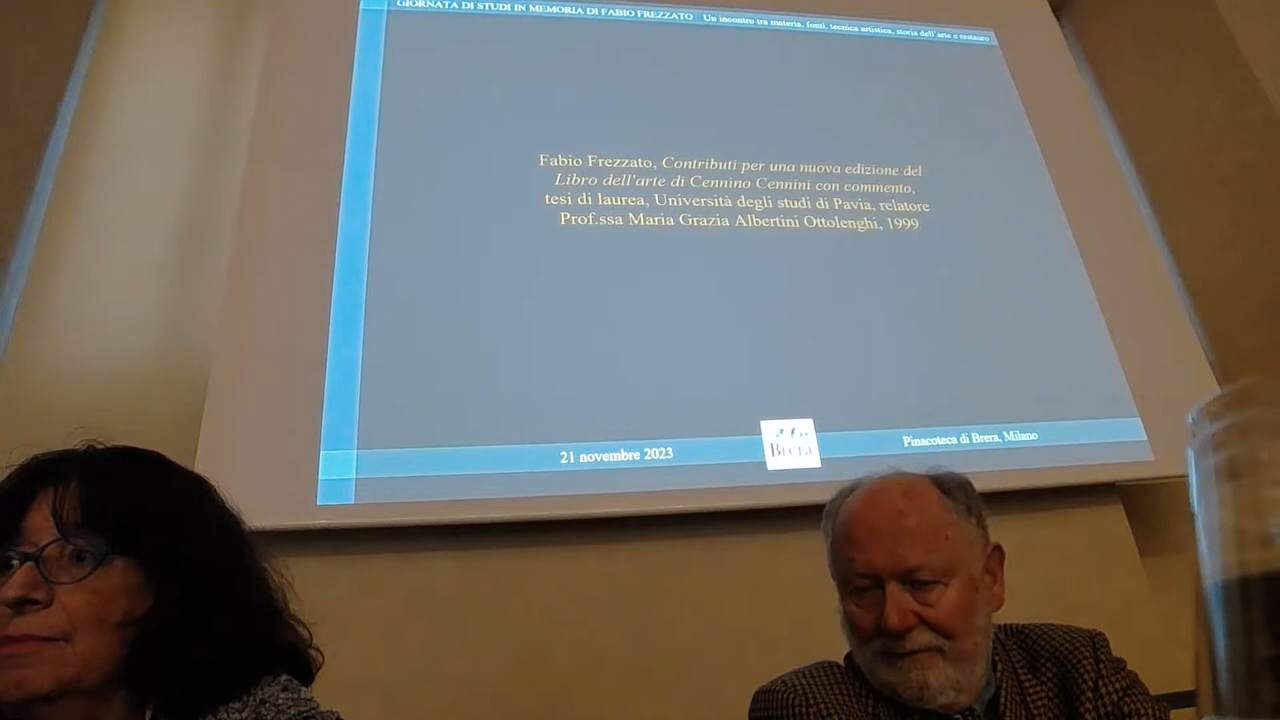 GIORNATA DI STUDI IN MEMORIA DI FABIO FREZZATO Un incontro tra materia, fonti, tecnica artistica, storia dell'arte e restauro
Fabio Frezzato, Contributi per una nuova edizione del
Libro dell'arte di Cennino Cennini con commento,
tesi di laurea, Università degli studi di Pavia, relatore
Prof.ssa Maria Grazia Albertini Ottolenghi, 1999
21 novembre 2023
Brera
Pinacoteca di Brera, Milano